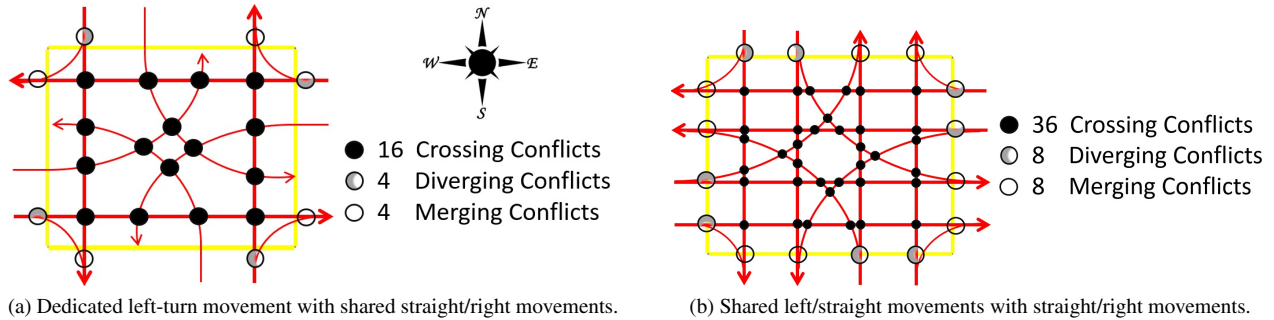 N
W E
S
16 Crossing Conflicts
4 Diverging Conflicts
4 Merging Conflicts
(a) Dedicated left-turn movement with shared straight/right movements.
36 Crossing Conflicts
8 Diverging Conflicts
8 Merging Conflicts
(b) Shared left/straight movements with straight/right movements.